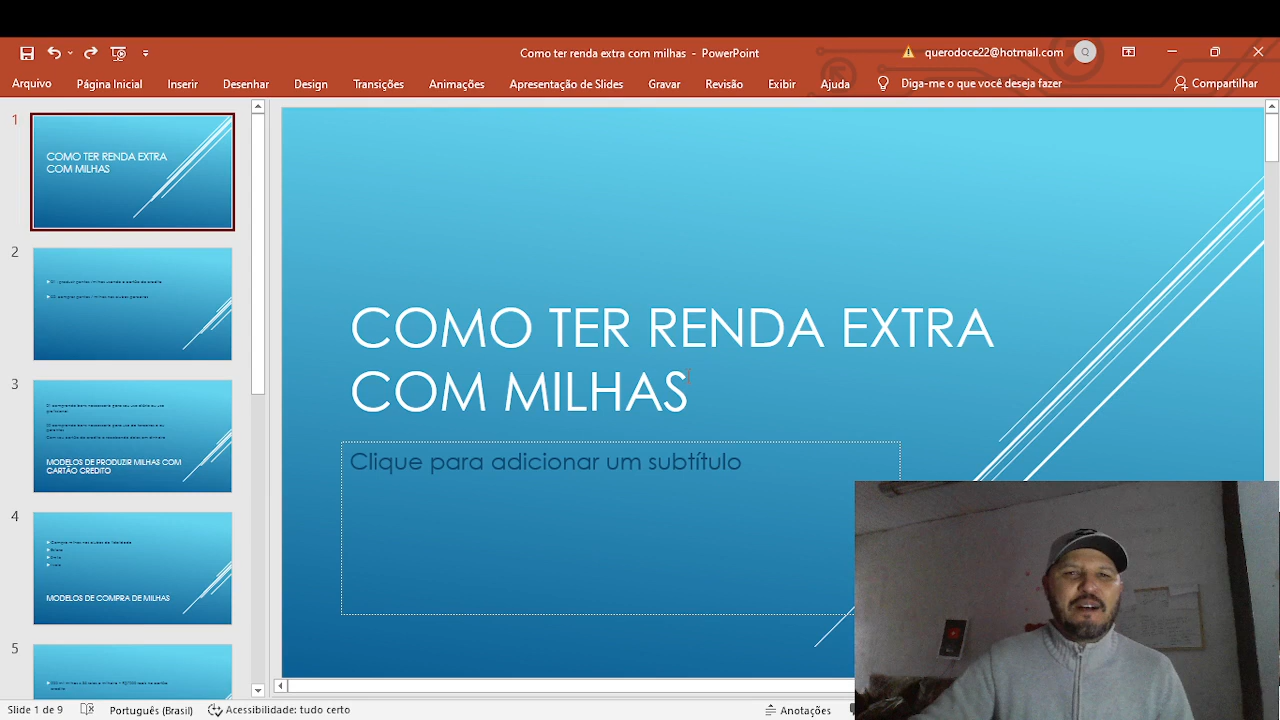 Como ter renda extra com milhas - PowerPoint
querodoce22@hotmail.com
Q
Arquivo
Página Inicial
Inserir
Desenhar
Design
Transições
Animações
Apresentação de Slides
Gravar
Revisão
Exibir
Ajuda
Diga-me o que você deseja fazer
Compartilhar
1
COMO TER RENDA EXTRA
COM MILHAS
2
3
MODELOS DE PRODUZIR MILHAS COM
CARTÃO CREDITO
4
MODELOS DE COMPRA DE MILHAS
5
COMO TER RENDA EXTRA
COM MILHAS
Clique para adicionar um subtítulo
Slide 1 de 9
Português (Brasil)
Acessibilidade: tudo certo
Anotações